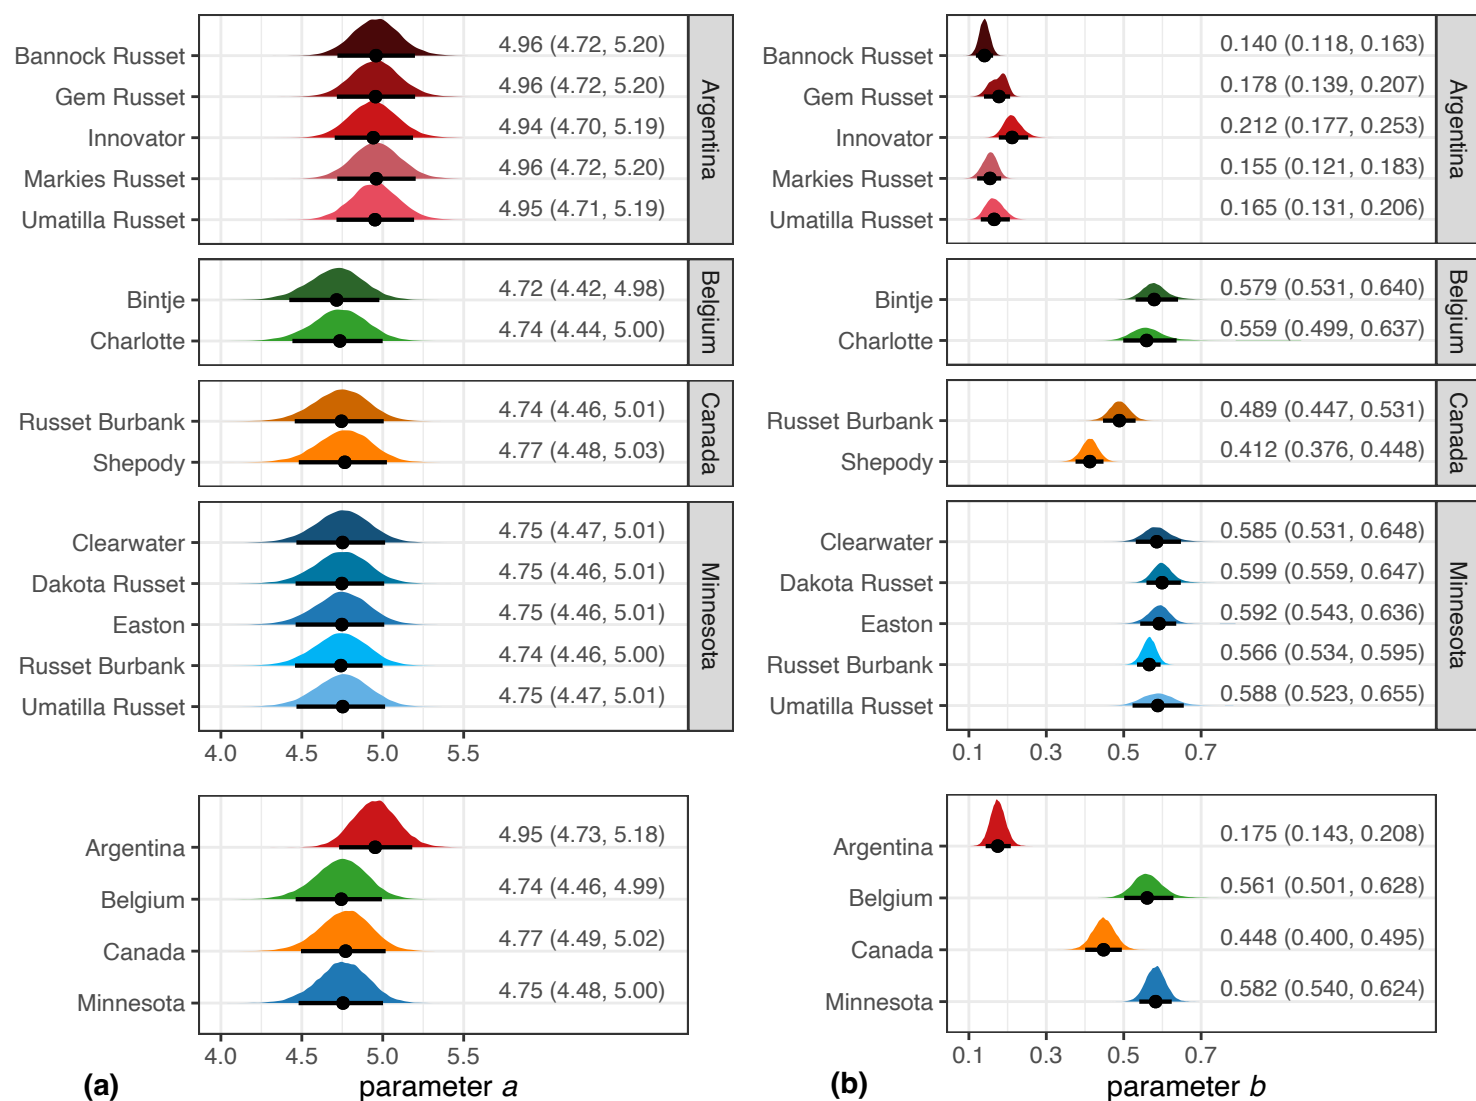 Bannock Russet 4.96 (4.72, 5.20)
Gem Russet 4.96 (4.72, 5.20)
Innovator 4.94 (4.70, 5.19)
Markies Russet 4.96 (4.72, 5.20)
Umatilla Russet 4.95 (4.71, 5.19)
Argentina
Bintje 4.72 (4.42, 4.98)
Charlotte 4.74 (4.44, 5.00)
Belgium
Russet Burbank 4.74 (4.46, 5.01)
Shepody 4.77 (4.48, 5.03)
Canada
Clearwater 4.75 (4.47, 5.01)
Dakota Russet 4.75 (4.46, 5.01)
Easton 4.75 (4.46, 5.01)
Russet Burbank 4.74 (4.46, 5.00)
Umatilla Russet 4.75 (4.47, 5.01)
Minnesota
4.0 4.5 5.0 5.5
Argentina 4.95 (4.73, 5.18)
Belgium 4.74 (4.46, 4.99)
Canada 4.77 (4.49, 5.02)
Minnesota 4.75 (4.48, 5.00)
4.0 4.5 5.0 5.5
(a) parameter a
Bannock Russet 0.140 (0.118, 0.163)
Gem Russet 0.178 (0.139, 0.207)
Innovator 0.212 (0.177, 0.253)
Markies Russet 0.155 (0.121, 0.183)
Umatilla Russet 0.165 (0.131, 0.206)
Argentina
Bintje 0.579 (0.531, 0.640)
Charlotte 0.559 (0.499, 0.637)
Belgium
Russet Burbank 0.489 (0.447, 0.531)
Shepody 0.412 (0.376, 0.448)
Canada
Clearwater 0.585 (0.531, 0.648)
Dakota Russet 0.599 (0.559, 0.647)
Easton 0.592 (0.543, 0.636)
Russet Burbank 0.566 (0.534, 0.595)
Umatilla Russet 0.588 (0.523, 0.655)
Minnesota
0.1 0.3 0.5 0.7
Argentina 0.175 (0.143, 0.208)
Belgium 0.561 (0.501, 0.628)
Canada 0.448 (0.400, 0.495)
Minnesota 0.582 (0.540, 0.624)
0.1 0.3 0.5 0.7
(b) parameter b